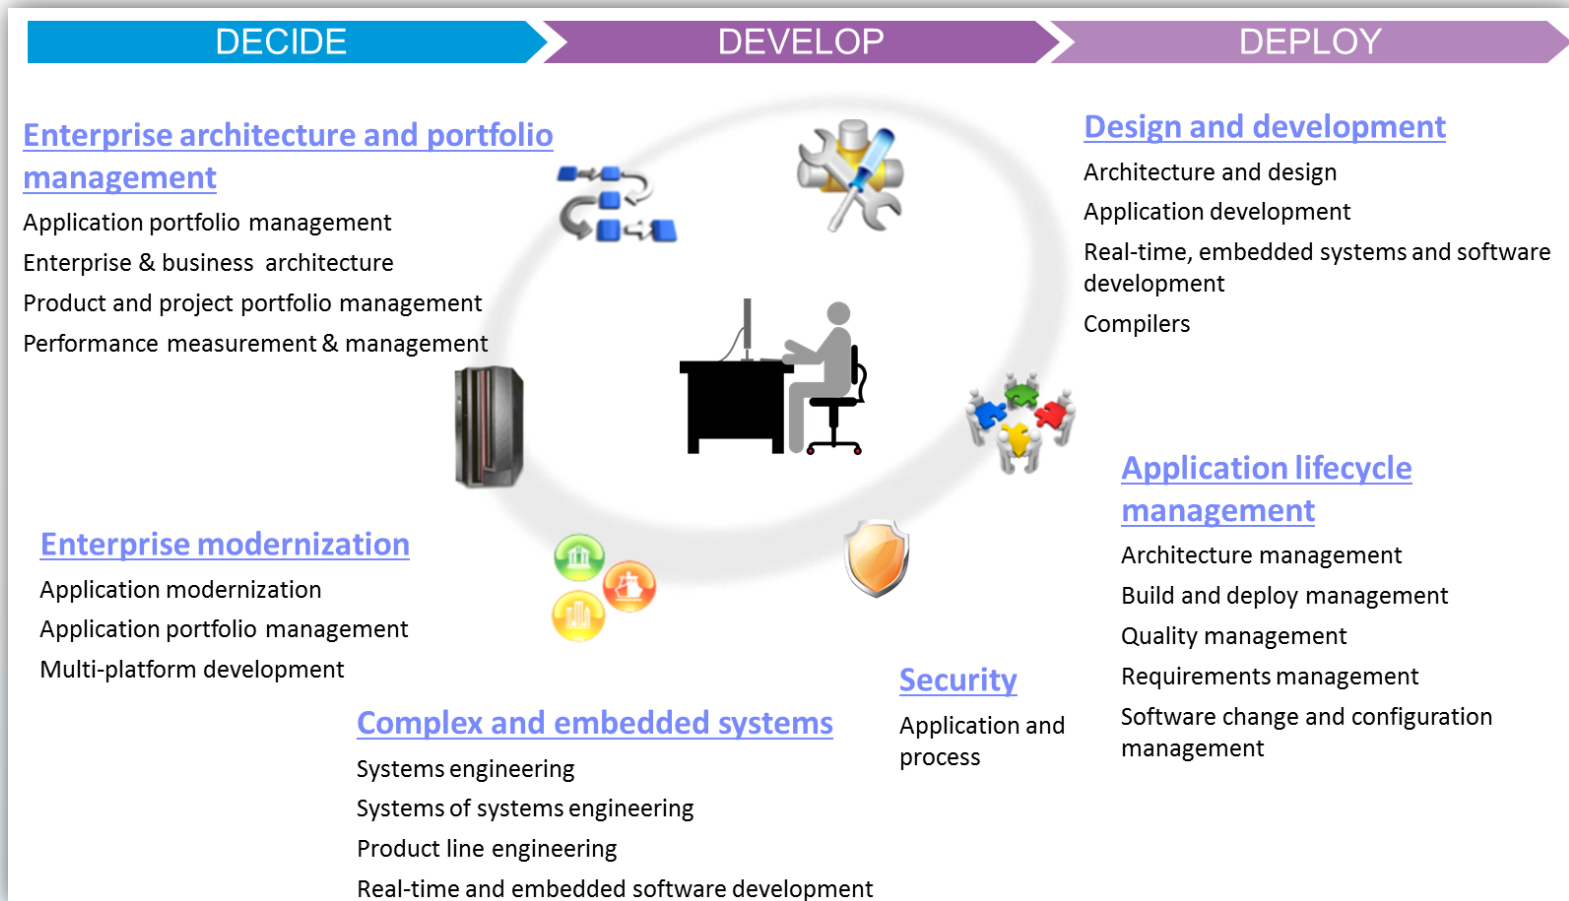 DECIDE
DEVELOP
DEPLOY
Enterprise architecture and portfolio
management
Application portfolio management
Enterprise & business architecture
Product and project portfolio management
Performance measurement & management
Design and development
Architecture and design
Application development
Real-time, embedded systems and software
development
Compilers
Application lifecycle
management
Architecture management
Build and deploy management
Quality management
Requirements management
Software change and configuration
management
Enterprise modernization
Application modernization
Application portfolio management
Multi-platform development
Security
Application and
process
Complex and embedded systems
Systems engineering
Systems of systems engineering
Product line engineering
Real-time and embedded software development